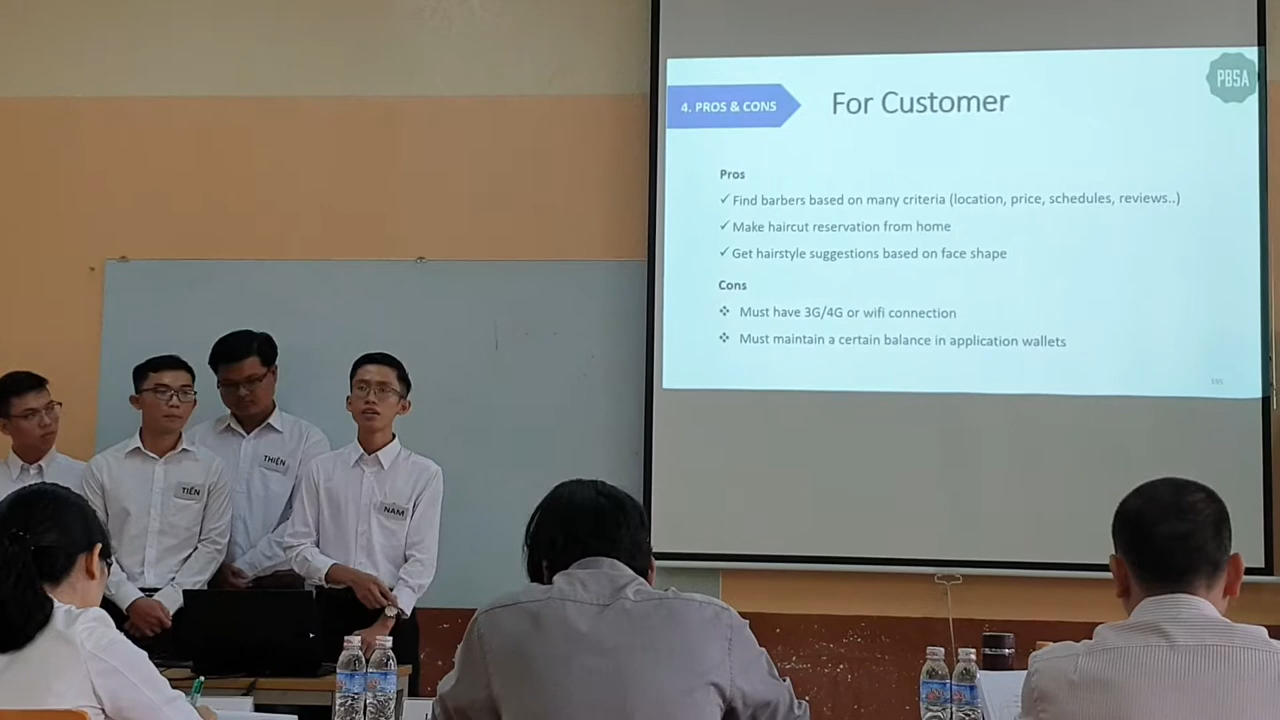 PBSA
4. PROS & CONS
For Customer
Pros
✓ Find barbers based on many criteria (location, price, schedules, reviews..)
✓ Make haircut reservation from home
✓ Get hairstyle suggestions based on face shape
Cons
❖ Must have 3G/4G or wifi connection
❖ Must maintain a certain balance in application wallets
THIỆN
TIẾN
NAM